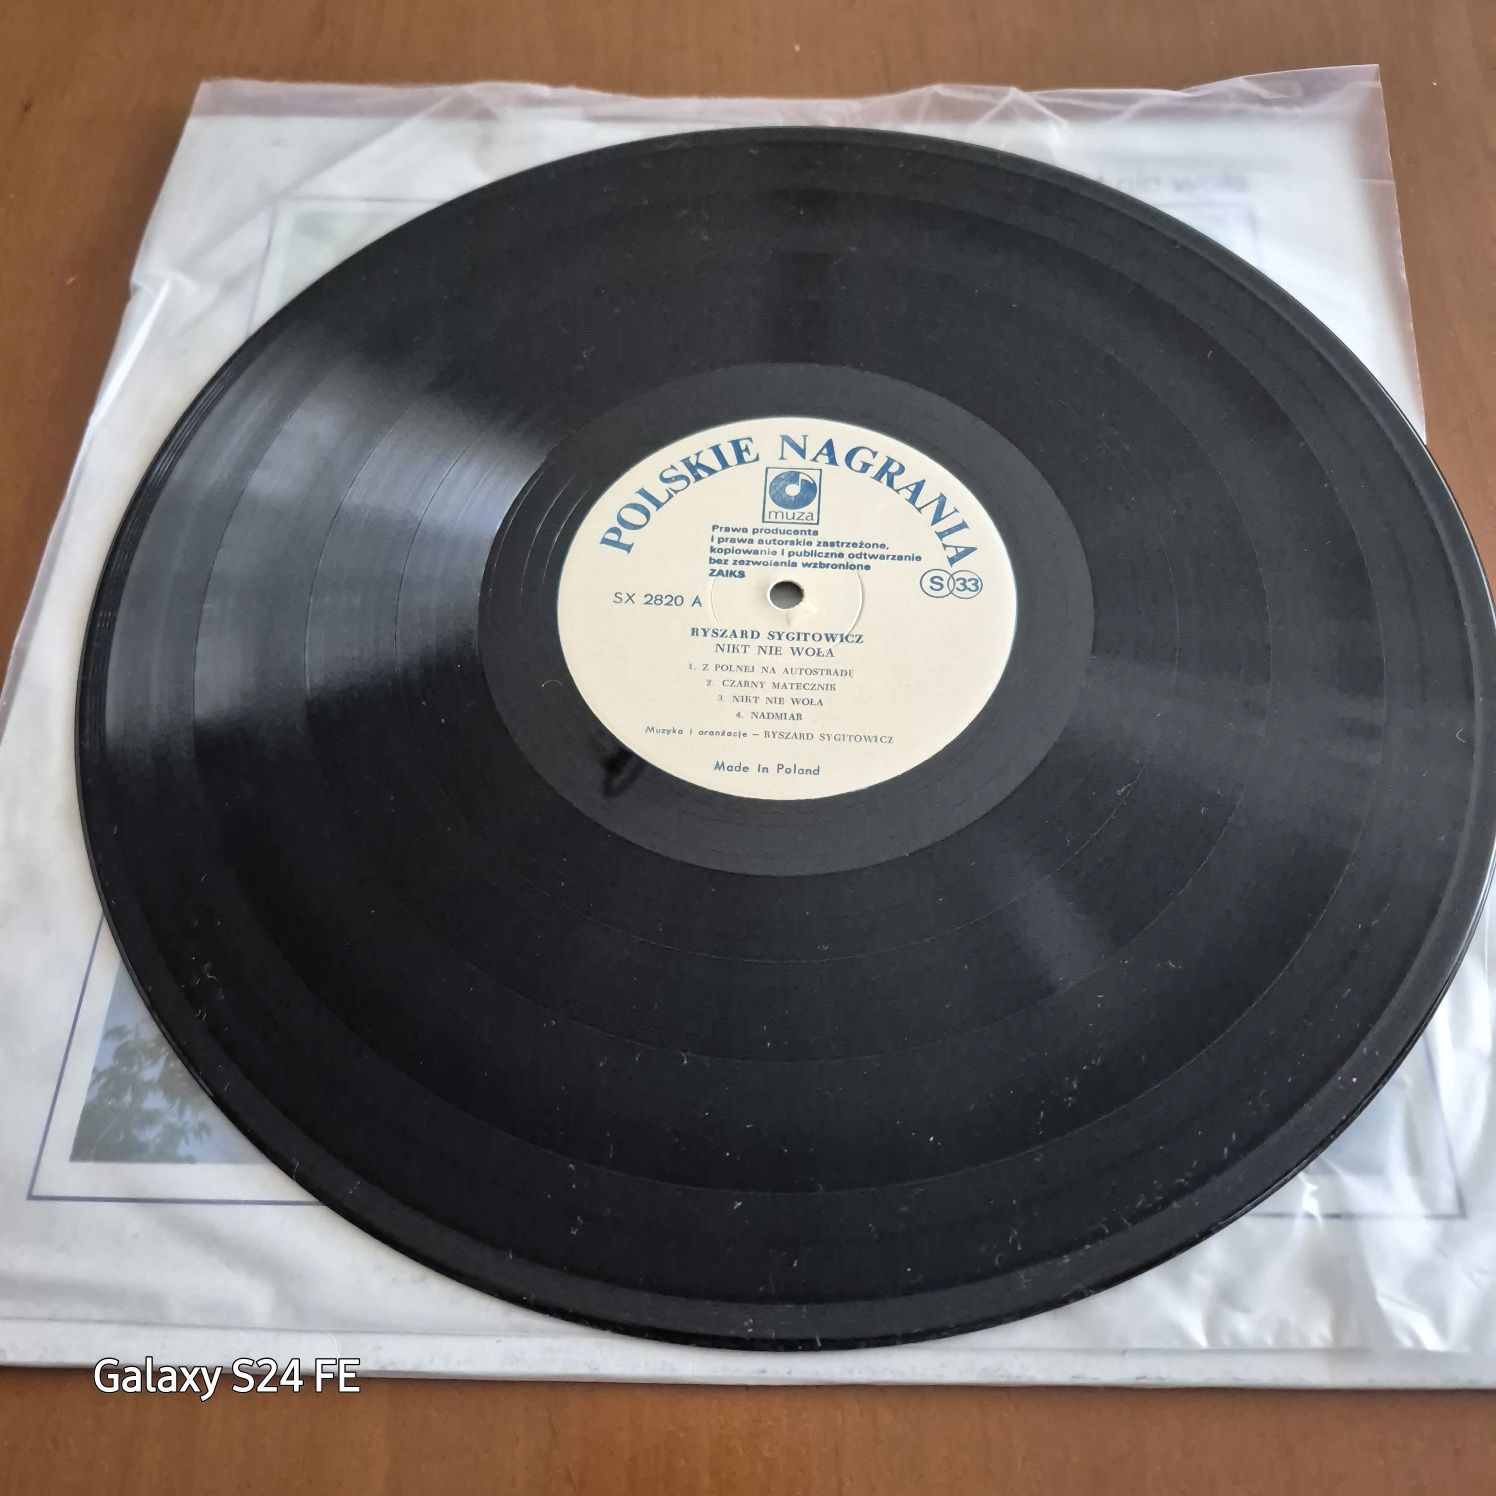 POLSKIE NAGRANIA
muza
Prawa producenta
i prawa autorskie zastrzeżone,
kopiowanie i publiczne odtwarzanie
bez zezwolenia wzbronione
ZAIKS
S 33
SX 2820 A
RYSZARD SYGITOWICZ
NIKT NIE WOŁA
1. Z POLNEJ NA AUTOSTRADĘ
2. CZARNY MATECZNIK
3. NIKT NIE WOŁA
4. NADMIAR
Muzyka i aranżacje – RYSZARD SYGITOWICZ
Made in Poland
Galaxy S24 FE